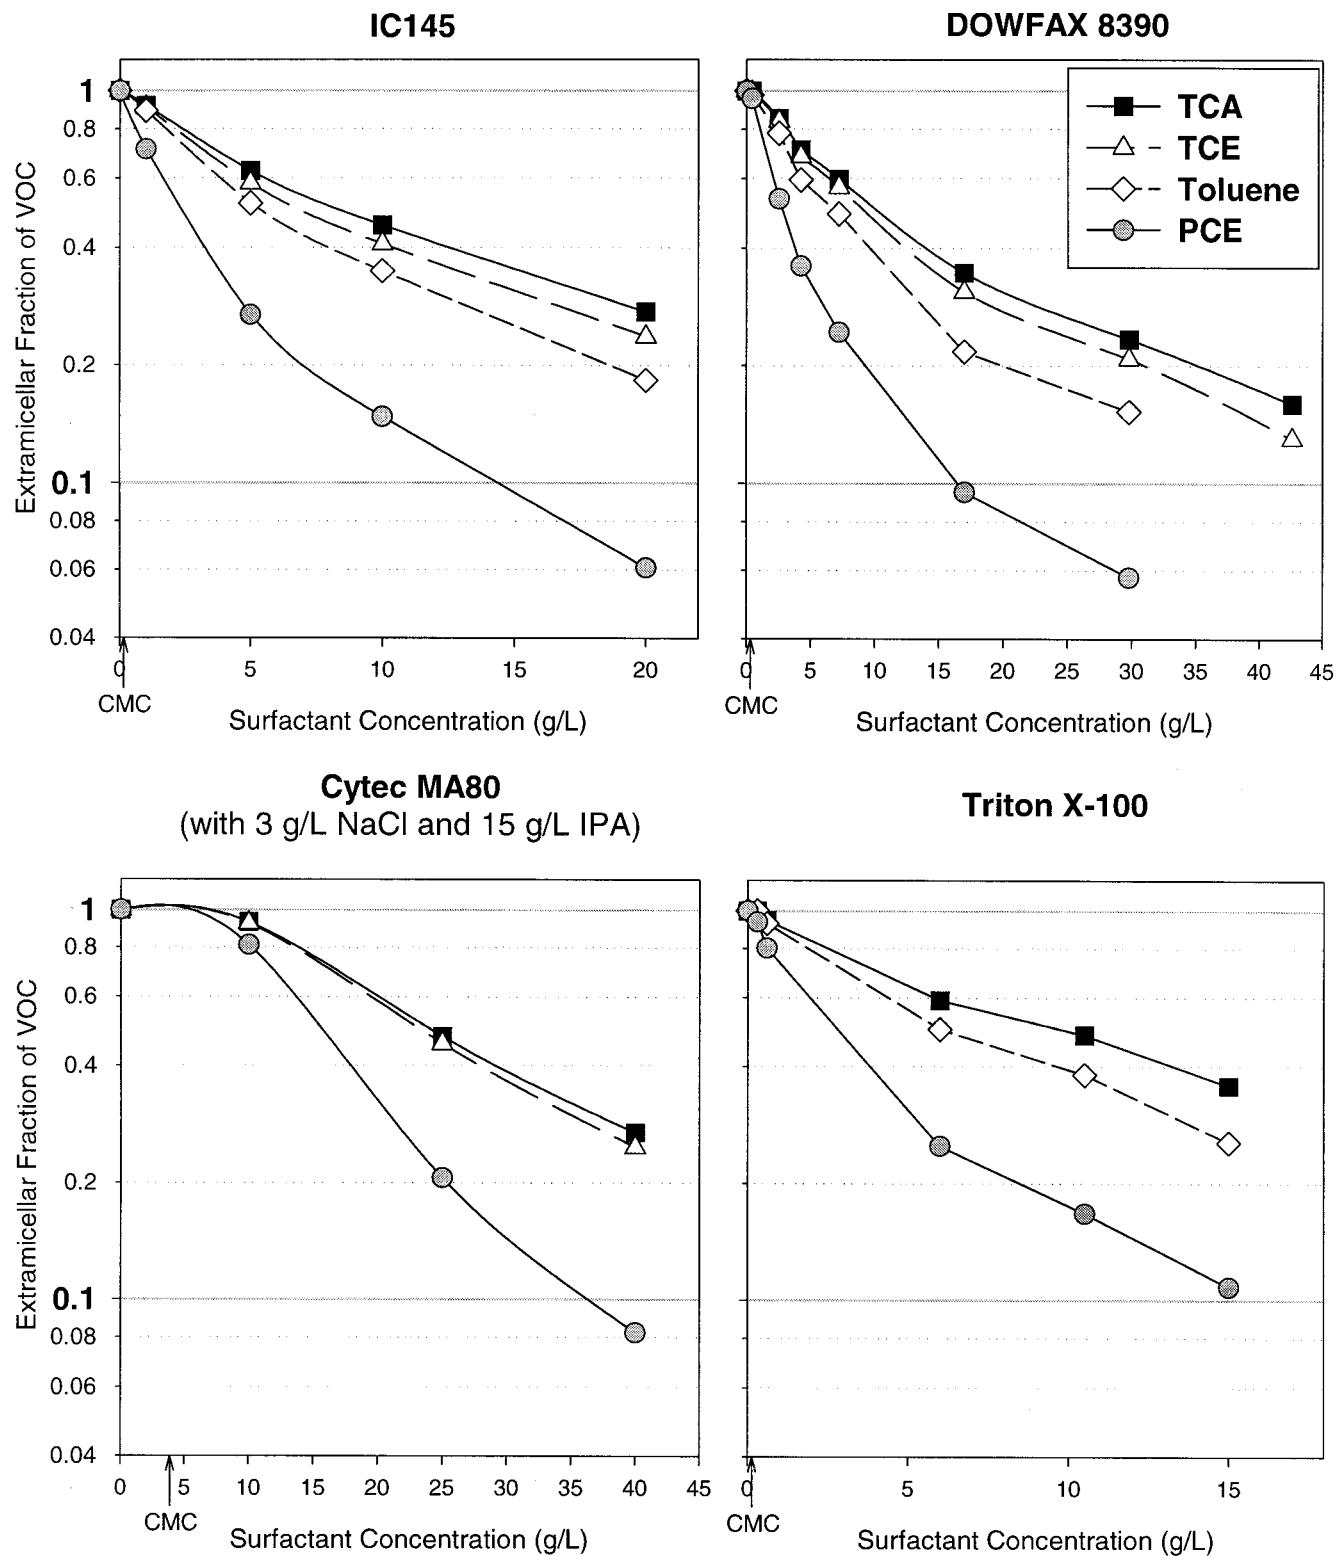 IC145
DOWFAX 8390
Extramicellar Fraction of VOC
1
0.8
0.6
0.4
0.2
0.1
0.08
0.06
0.04
0 5 10 15 20
CMC
Surfactant Concentration (g/L)
TCA
TCE
Toluene
PCE
0 5 10 15 20 25 30 35 40 45
CMC
Surfactant Concentration (g/L)
Cytec MA80
(with 3 g/L NaCl and 15 g/L IPA)
Triton X-100
Extramicellar Fraction of VOC
1
0.8
0.6
0.4
0.2
0.1
0.08
0.06
0.04
0 5 10 15 20 25 30 35 40 45
CMC
Surfactant Concentration (g/L)
0 5 10 15
CMC
Surfactant Concentration (g/L)